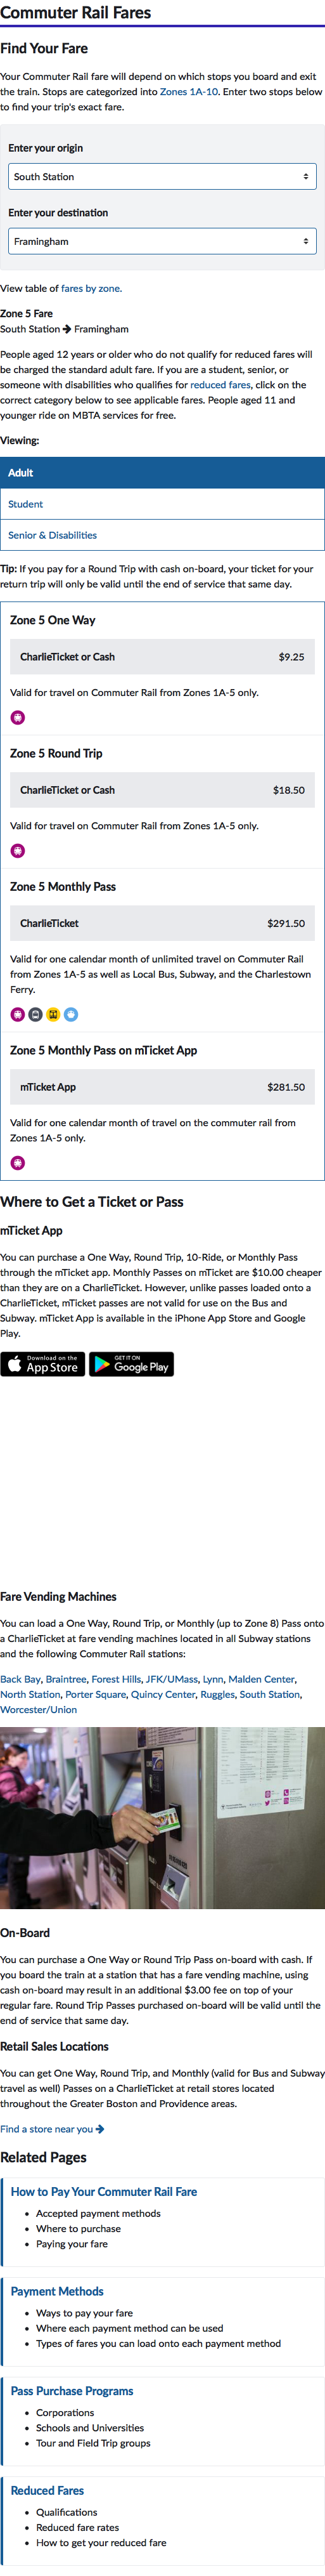 Commuter Rail Fares
Find Your Fare
Your Commuter Rail fare will depend on which stops you board and exit
the train. Stops are categorized into Zones 1A-10. Enter two stops below
to find your trip's exact fare.
Enter your origin
South Station
Enter your destination
Framingham
View table of fares by zone.
Zone 5 Fare
South Station → Framingham
People aged 12 years or older who do not qualify for reduced fares will
be charged the standard adult fare. If you are a student, senior, or
someone with disabilities who qualifies for reduced fares, click on the
correct category below to see applicable fares. People aged 11 and
younger ride on MBTA services for free.
Viewing:
Adult
Student
Senior & Disabilities
Tip: If you pay for a Round Trip with cash on-board, your ticket for your
return trip will only be valid until the end of service that same day.
Zone 5 One Way
CharlieTicket or Cash $9.25
Valid for travel on Commuter Rail from Zones 1A-5 only.
Zone 5 Round Trip
CharlieTicket or Cash $18.50
Valid for travel on Commuter Rail from Zones 1A-5 only.
Zone 5 Monthly Pass
CharlieTicket $291.50
Valid for one calendar month of unlimited travel on Commuter Rail
from Zones 1A-5 as well as Local Bus, Subway, and the Charlestown
Ferry.
Zone 5 Monthly Pass on mTicket App
mTicket App $281.50
Valid for one calendar month of travel on the commuter rail from
Zones 1A-5 only.
Where to Get a Ticket or Pass
mTicket App
You can purchase a One Way, Round Trip, 10-Ride, or Monthly Pass
through the mTicket app. Monthly Passes on mTicket are $10.00 cheaper
than they are on a CharlieTicket. However, unlike passes loaded onto a
CharlieTicket, mTicket passes are not valid for use on the Bus and
Subway. mTicket App is available in the iPhone App Store and Google
Play.
Download on the App Store GET IT ON Google Play
Fare Vending Machines
You can load a One Way, Round Trip, or Monthly (up to Zone 8) Pass onto
a CharlieTicket at fare vending machines located in all Subway stations
and the following Commuter Rail stations:
Back Bay, Braintree, Forest Hills, JFK/UMass, Lynn, Malden Center,
North Station, Porter Square, Quincy Center, Ruggles, South Station,
Worcester/Union
On-Board
You can purchase a One Way or Round Trip Pass on-board with cash. If
you board the train at a station that has a fare vending machine, using
cash on-board may result in an additional $3.00 fee on top of your
regular fare. Round Trip Passes purchased on-board will be valid until the
end of service that same day.
Retail Sales Locations
You can get One Way, Round Trip, and Monthly (valid for Bus and Subway
travel as well) Passes on a CharlieTicket at retail stores located
throughout the Greater Boston and Providence areas.
Find a store near you →
Related Pages
How to Pay Your Commuter Rail Fare
• Accepted payment methods
• Where to purchase
• Paying your fare
Payment Methods
• Ways to pay your fare
• Where each payment method can be used
• Types of fares you can load onto each payment method
Pass Purchase Programs
• Corporations
• Schools and Universities
• Tour and Field Trip groups
Reduced Fares
• Qualifications
• Reduced fare rates
• How to get your reduced fare